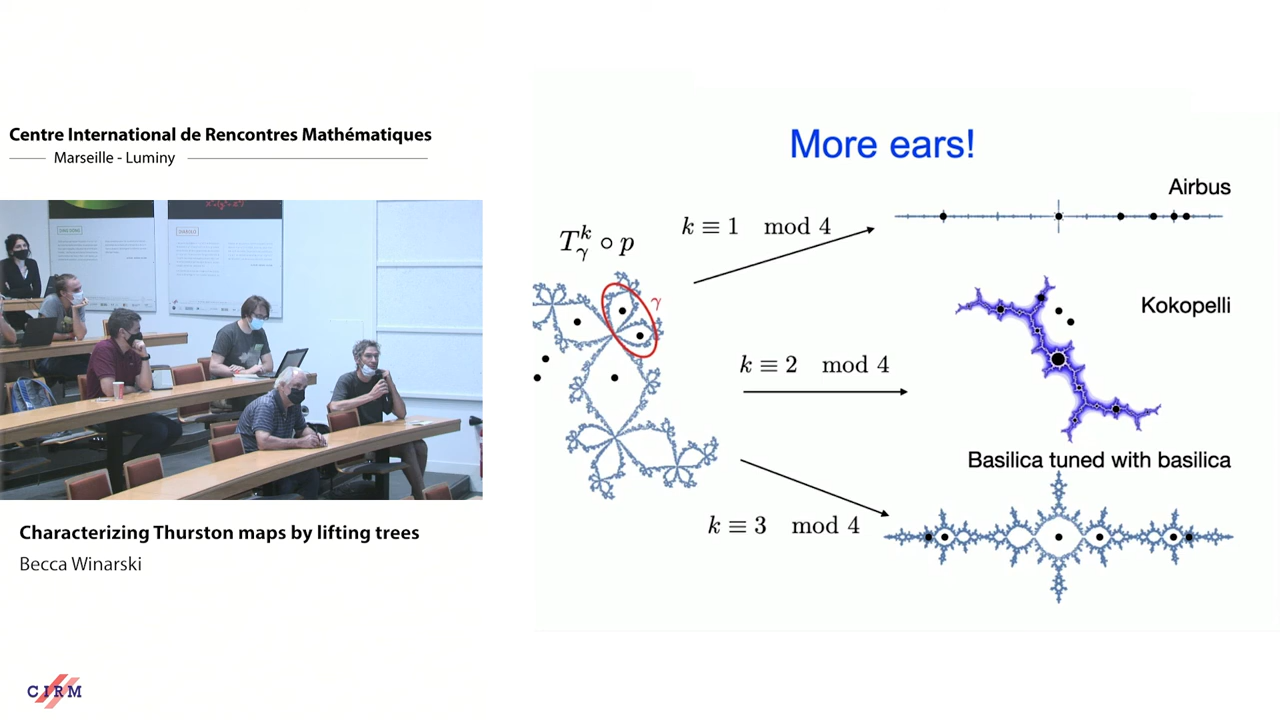 Centre International de Rencontres Mathématiques
Marseille - Luminy
Characterizing Thurston maps by lifting trees
Becca Winarski
CIRM
More ears!
Airbus
k ≡ 1 mod 4
T_γ^k ∘ p
γ
Kokopelli
k ≡ 2 mod 4
Basilica tuned with basilica
k ≡ 3 mod 4